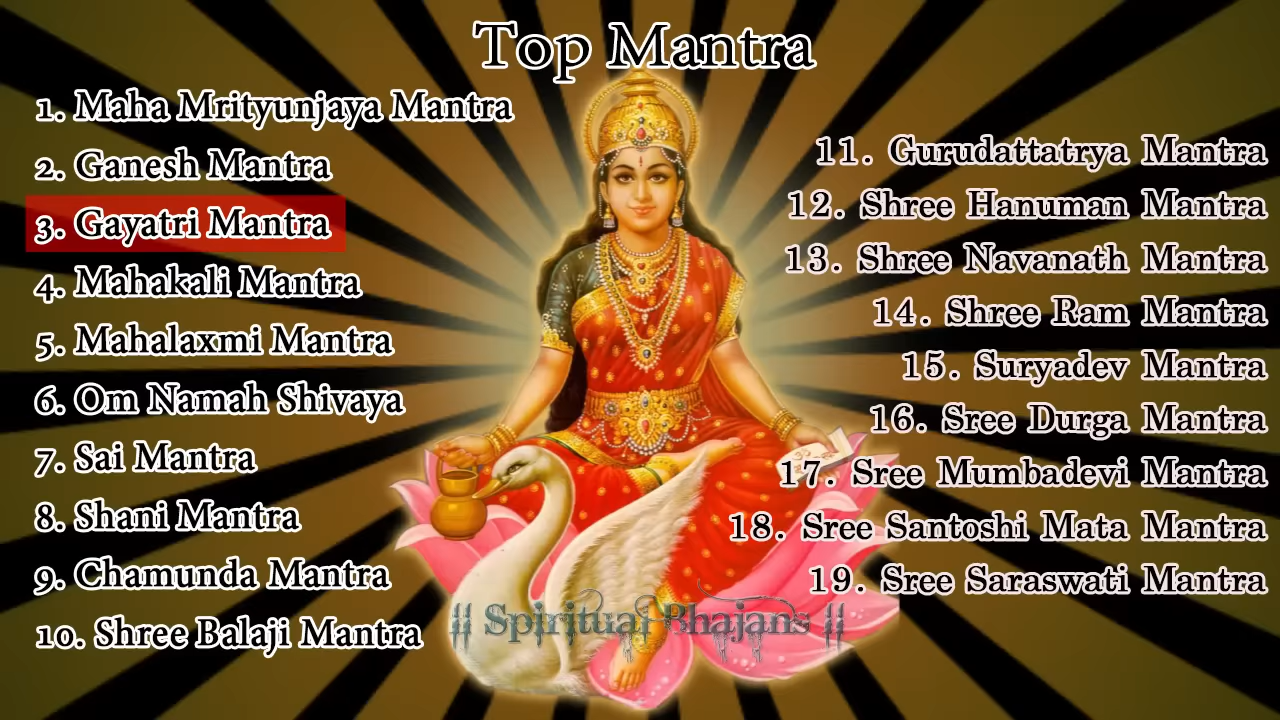 Top Mantra
1. Maha Mrityunjaya Mantra
2. Ganesh Mantra
3. Gayatri Mantra
4. Mahakali Mantra
5. Mahalaxmi Mantra
6. Om Namah Shivaya
7. Sai Mantra
8. Shani Mantra
9. Chamunda Mantra
10. Shree Balaji Mantra
11. Gurudattatrya Mantra
12. Shree Hanuman Mantra
13. Shree Navanath Mantra
14. Shree Ram Mantra
15. Suryadev Mantra
16. Sree Durga Mantra
17. Sree Mumbadevi Mantra
18. Sree Santoshi Mata Mantra
19. Sree Saraswati Mantra
|| Spiritual Bhajans ||